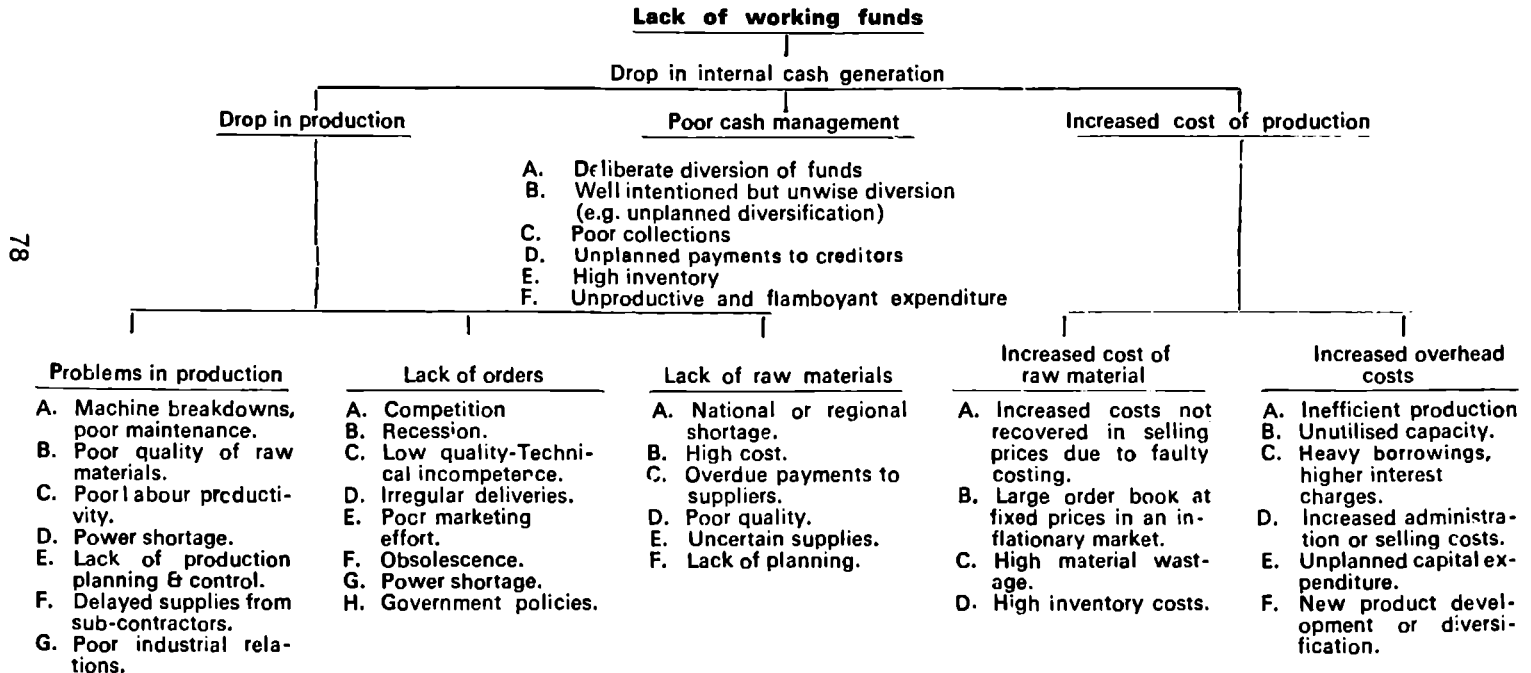 Lack of working funds
Drop in internal cash generation
Drop in production
Poor cash management
Increased cost of production
A. Deliberate diversion of funds
B. Well intentioned but unwise diversion
(e.g. unplanned diversification)
C. Poor collections
D. Unplanned payments to creditors
E. High inventory
F. Unproductive and flamboyant expenditure
78
Problems in production
A. Machine breakdowns,
poor maintenance.
B. Poor quality of raw
materials.
C. Poor labour producti-
vity.
D. Power shortage.
E. Lack of production
planning & control.
F. Delayed supplies from
sub-contractors.
G. Poor industrial rela-
tions.
Lack of orders
A. Competition
B. Recession.
C. Low quality-Techni-
cal incompetence.
D. Irregular deliveries.
E. Poor marketing
effort.
F. Obsolescence.
G. Power shortage.
H. Government policies.
Lack of raw materials
A. National or regional
shortage.
B. High cost.
C. Overdue payments to
suppliers.
D. Poor quality.
E. Uncertain supplies.
F. Lack of planning.
Increased cost of
raw material
A. Increased costs not
recovered in selling
prices due to faulty
costing.
B. Large order book at
fixed prices in an in-
flationary market.
C. High material wast-
age.
D. High inventory costs.
Increased overhead
costs
A. Inefficient production
B. Unutilised capacity.
C. Heavy borrowings,
higher interest
charges.
D. Increased administra-
tion or selling costs.
E. Unplanned capital ex-
penditure.
F. New product devel-
opment or diversi-
fication.